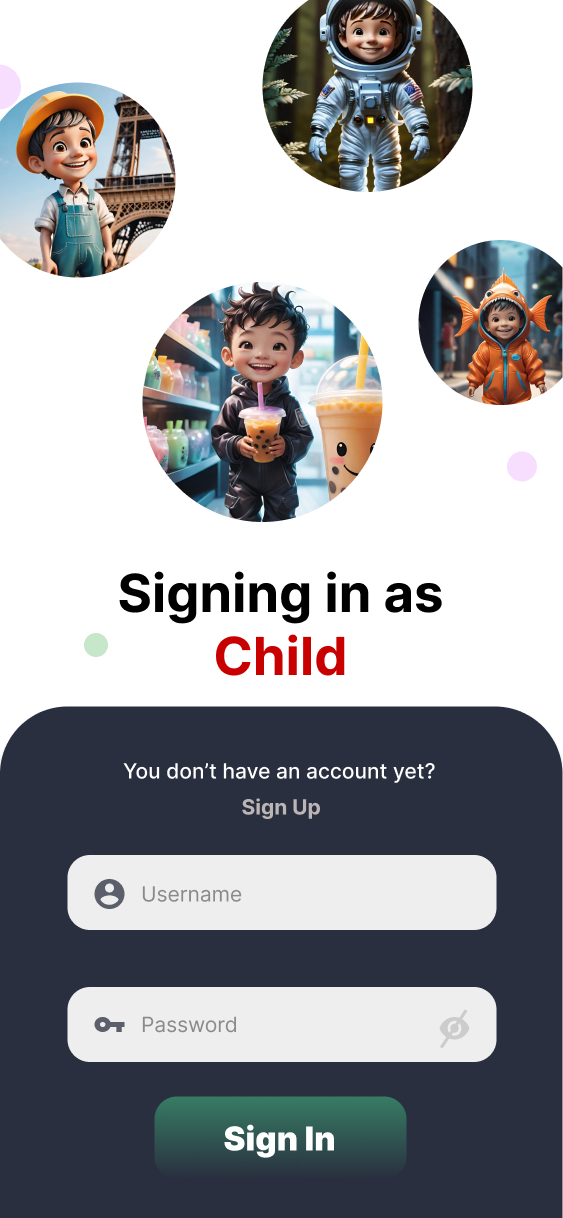 Signing in as
Child
You don’t have an account yet?
Sign Up
Username
Password
Sign In